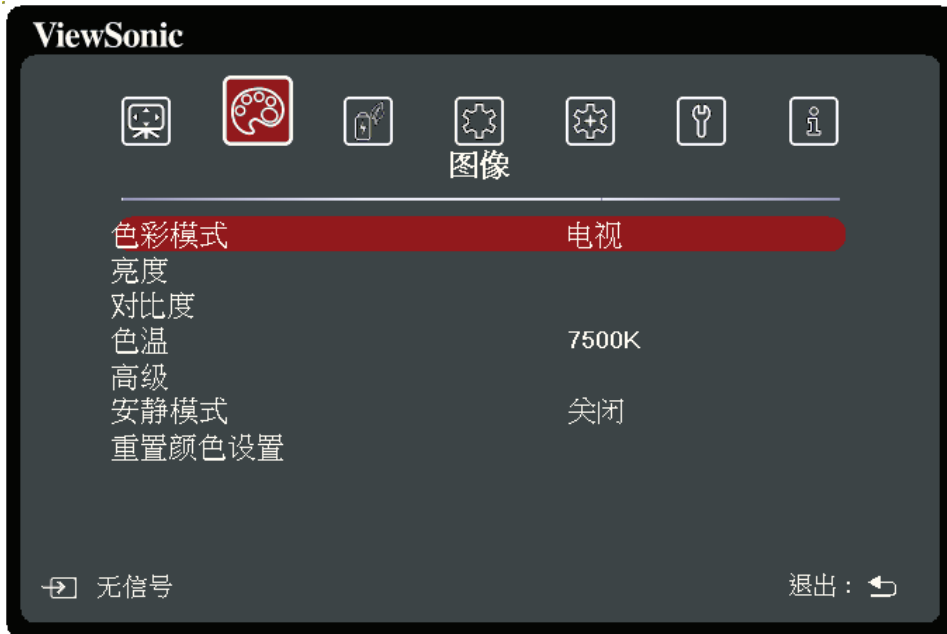 ViewSonic
图像
色彩模式 电视
亮度
对比度
色温 7500K
高级
安静模式 关闭
重置颜色设置
无信号 退出：